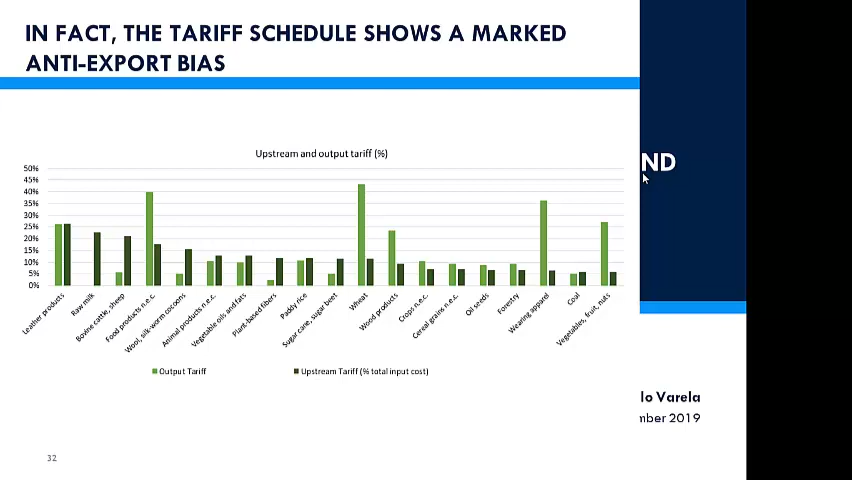 IN FACT, THE TARIFF SCHEDULE SHOWS A MARKED
ANTI-EXPORT BIAS
ND
Upstream and output tariff (%)
50%
45%
40%
35%
30%
25%
20%
15%
10%
5%
0%
Leather products
Raw milk
Bovine cattle, sheep
Food products n.e.c.
Wool, silk-worm cocoons
Animal products n.e.c.
Vegetable oils and fats
Plant-based fibers
Paddy rice
Sugar cane, sugar beets
Wheat
Wood products
Crops n.e.c.
Cereal grains n.e.c.
Oil seeds
Forestry
Wearing apparel
Coal
Vegetables, fruit, nuts
Output Tariff
Upstream Tariff (% total input cost)
lo Varela
mber 2019
32